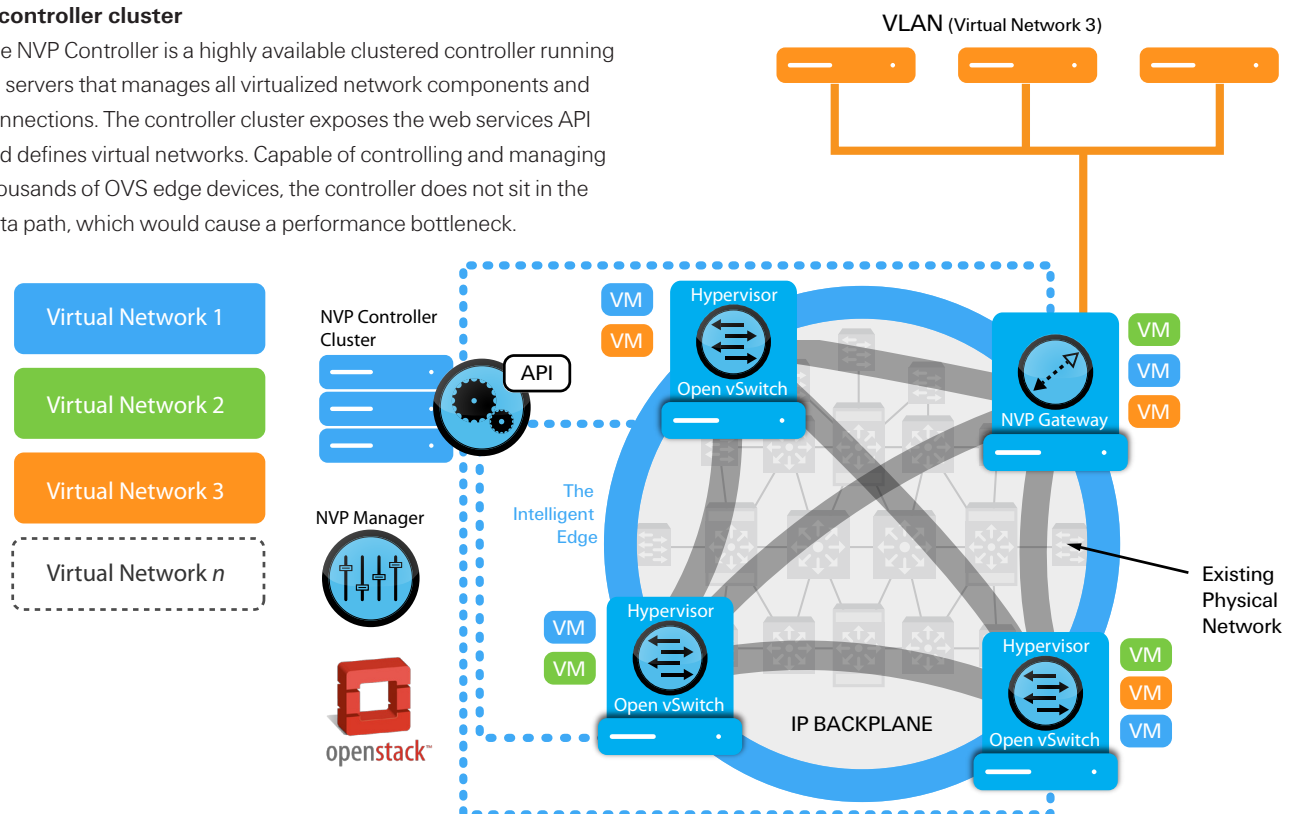 controller cluster
e NVP Controller is a highly available clustered controller running
servers that manages all virtualized network components and
nnections. The controller cluster exposes the web services API
d defines virtual networks. Capable of controlling and managing
ousands of OVS edge devices, the controller does not sit in the
ta path, which would cause a performance bottleneck.
VLAN (Virtual Network 3)
Virtual Network 1
Virtual Network 2
Virtual Network 3
Virtual Network n
NVP Controller
Cluster
API
NVP Manager
openstack™
The
Intelligent
Edge
VM
VM
Hypervisor
Open vSwitch
NVP Gateway
VM
VM
VM
VM
VM
Hypervisor
Open vSwitch
IP BACKPLANE
Hypervisor
Open vSwitch
VM
VM
VM
Existing
Physical
Network